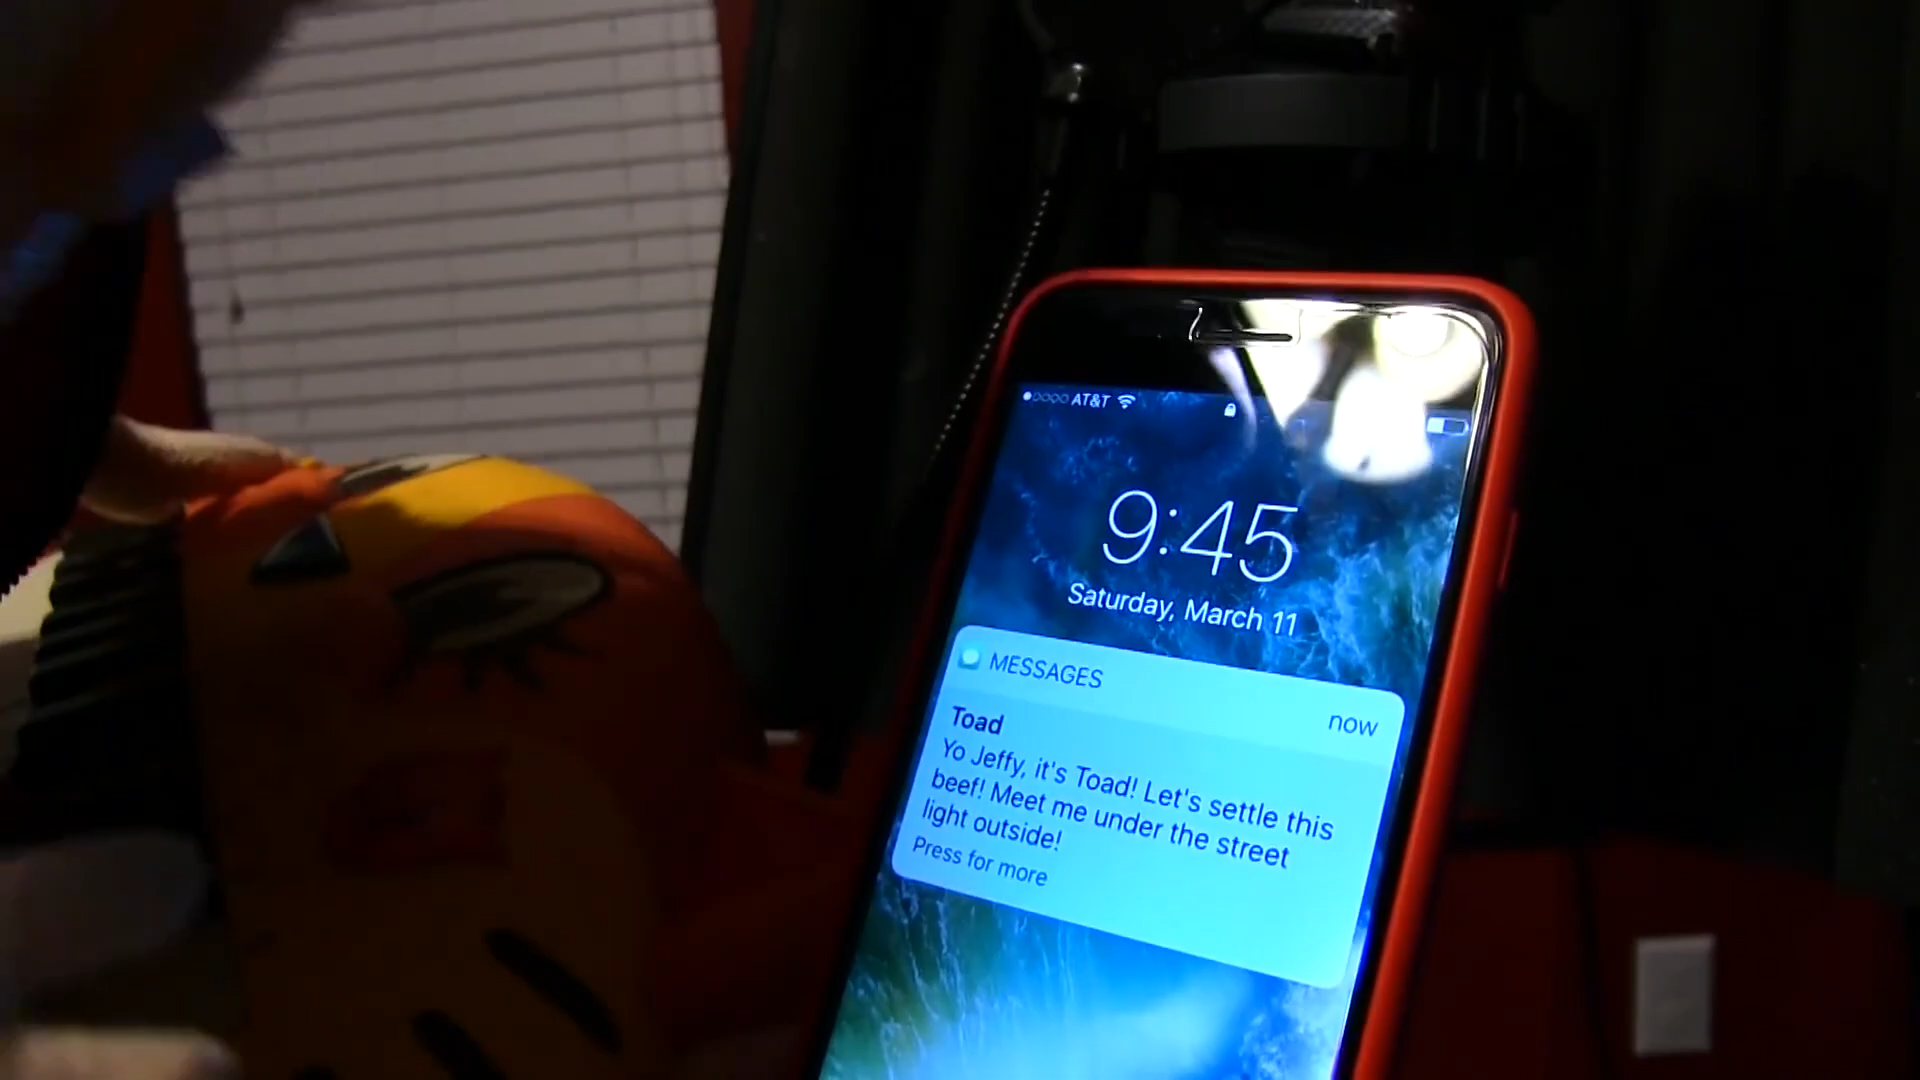 AT&T
9:45
Saturday, March 11
MESSAGES
now
Toad
Yo Jeffy, it's Toad! Let's settle this
beef! Meet me under the street
light outside!
Press for more